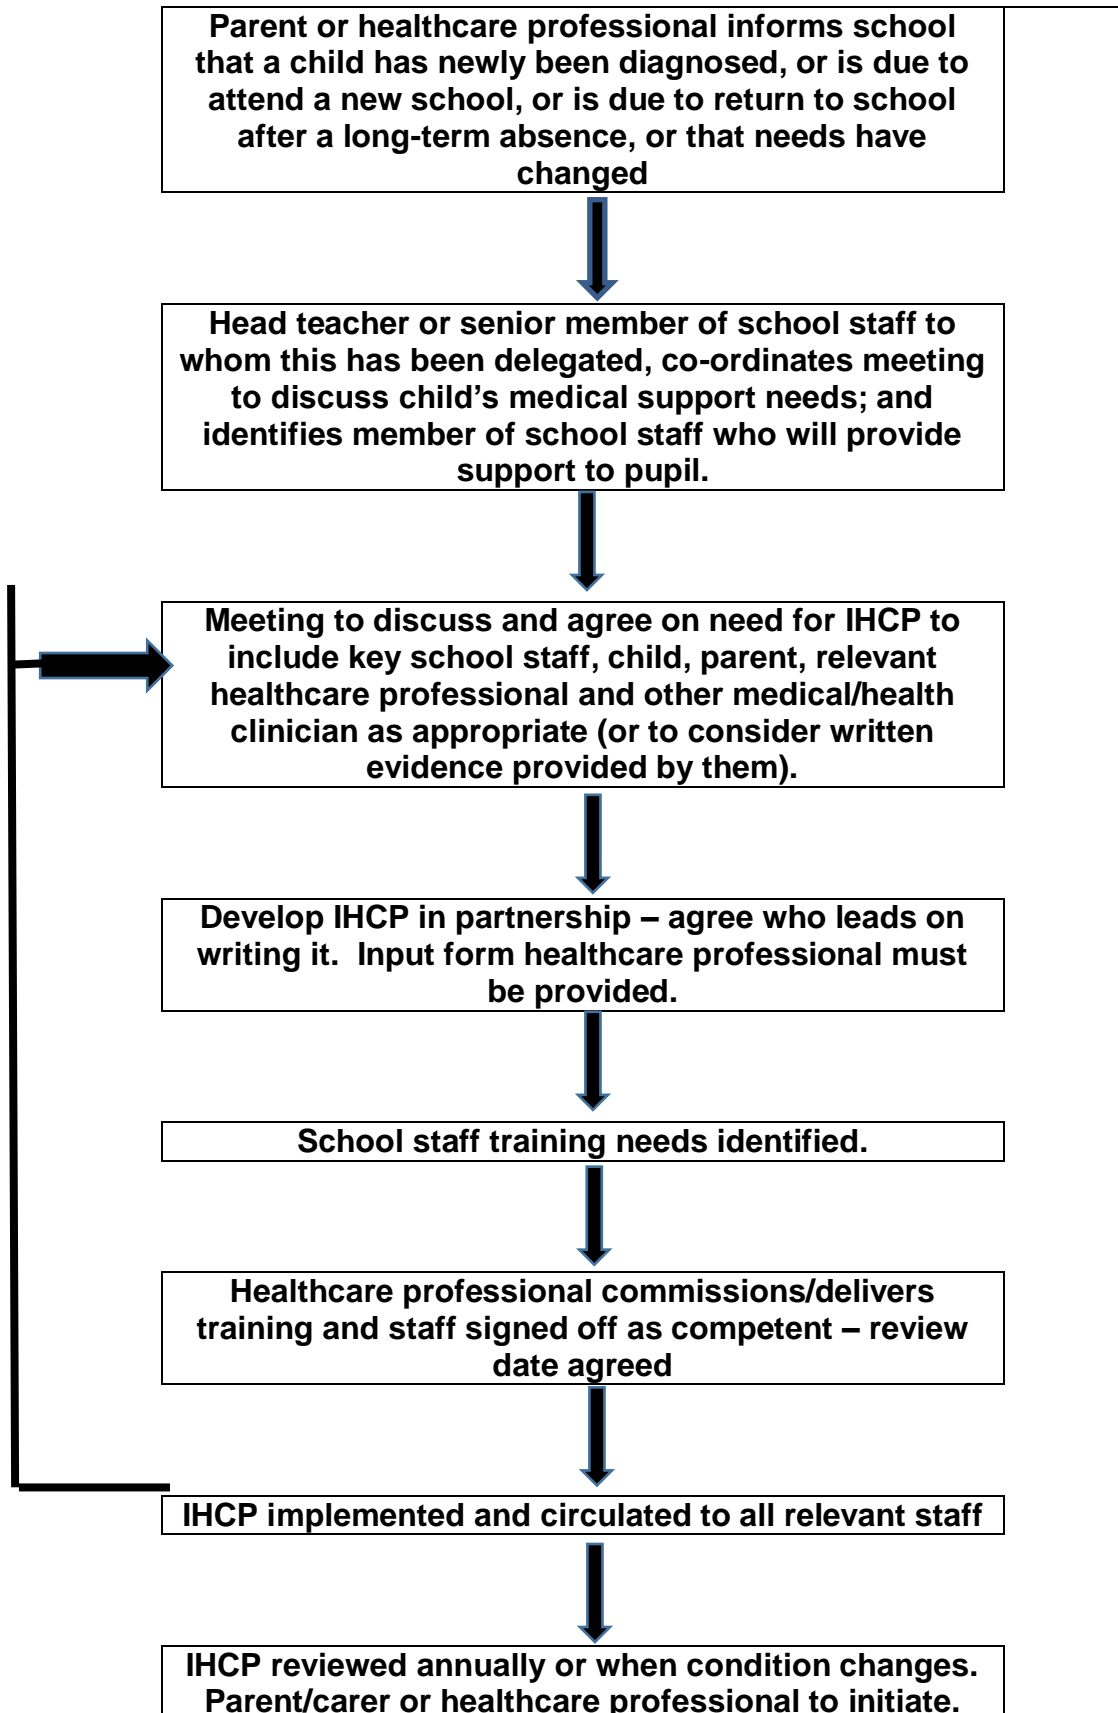 Parent or healthcare professional informs school
that a child has newly been diagnosed, or is due to
attend a new school, or is due to return to school
after a long-term absence, or that needs have
changed
Head teacher or senior member of school staff to
whom this has been delegated, co-ordinates meeting
to discuss child’s medical support needs; and
identifies member of school staff who will provide
support to pupil.
Meeting to discuss and agree on need for IHCP to
include key school staff, child, parent, relevant
healthcare professional and other medical/health
clinician as appropriate (or to consider written
evidence provided by them).
Develop IHCP in partnership – agree who leads on
writing it.  Input form healthcare professional must
be provided.
School staff training needs identified.
Healthcare professional commissions/delivers
training and staff signed off as competent – review
date agreed
IHCP implemented and circulated to all relevant staff
IHCP reviewed annually or when condition changes.
Parent/carer or healthcare professional to initiate.